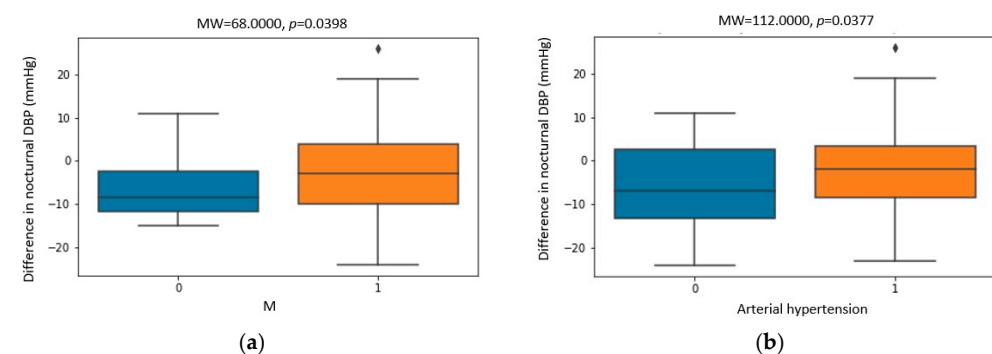 MW=68.0000, p=0.0398
Difference in nocturnal DBP (mmHg)
20
10
0
−10
−20
0 1
M
(a)
MW=112.0000, p=0.0377
Difference in nocturnal DBP (mmHg)
20
10
0
−10
−20
0 1
Arterial hypertension
(b)